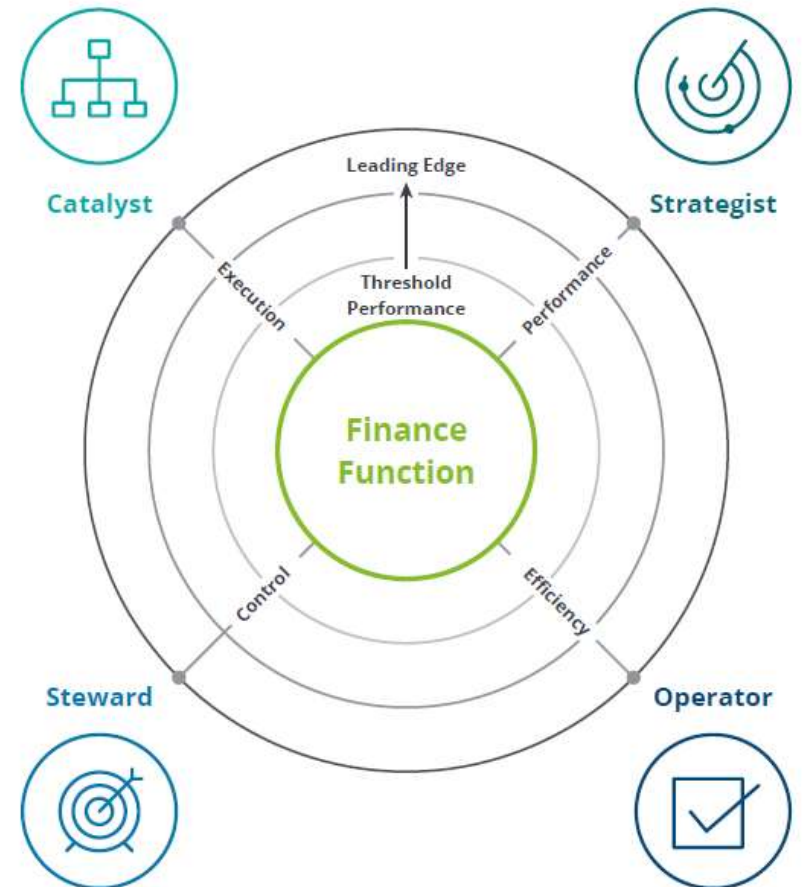 Leading Edge
Catalyst
Strategist
Execution
Threshold
Performance
Performance
Finance
Function
Control
Efficiency
Steward
Operator